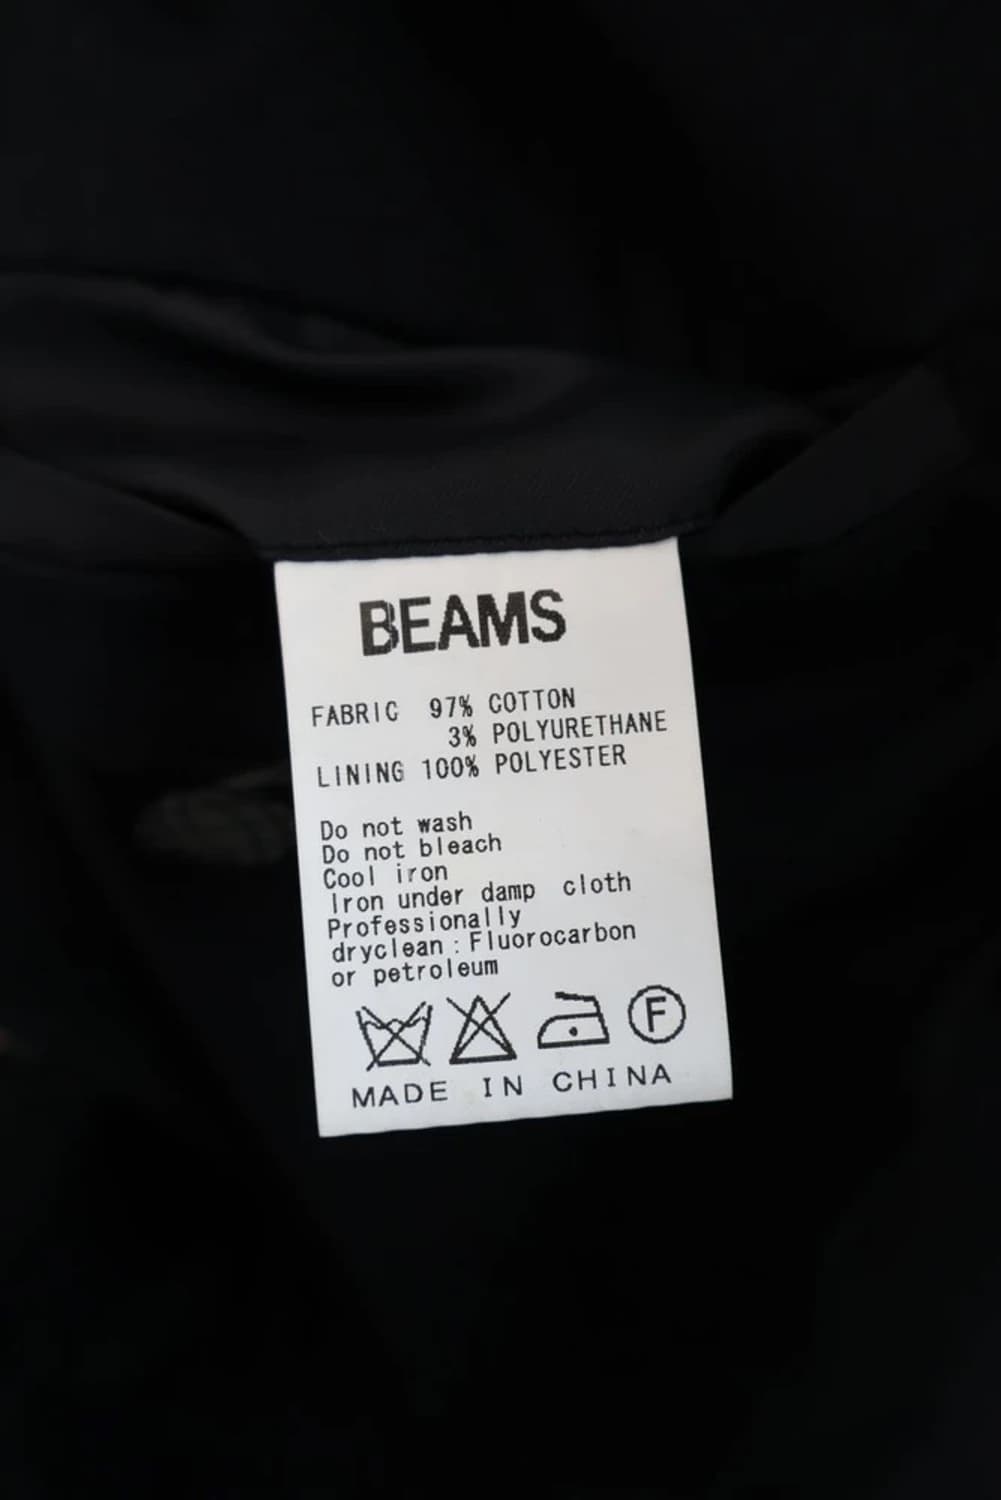 BEAMS
FABRIC 97% COTTON
3% POLYURETHANE
LINING 100% POLYESTER
Do not wash
Do not bleach
Cool iron
Iron under damp cloth
Professionally
dryclean:Fluorocarbon
or petroleum
F
MADE IN CHINA